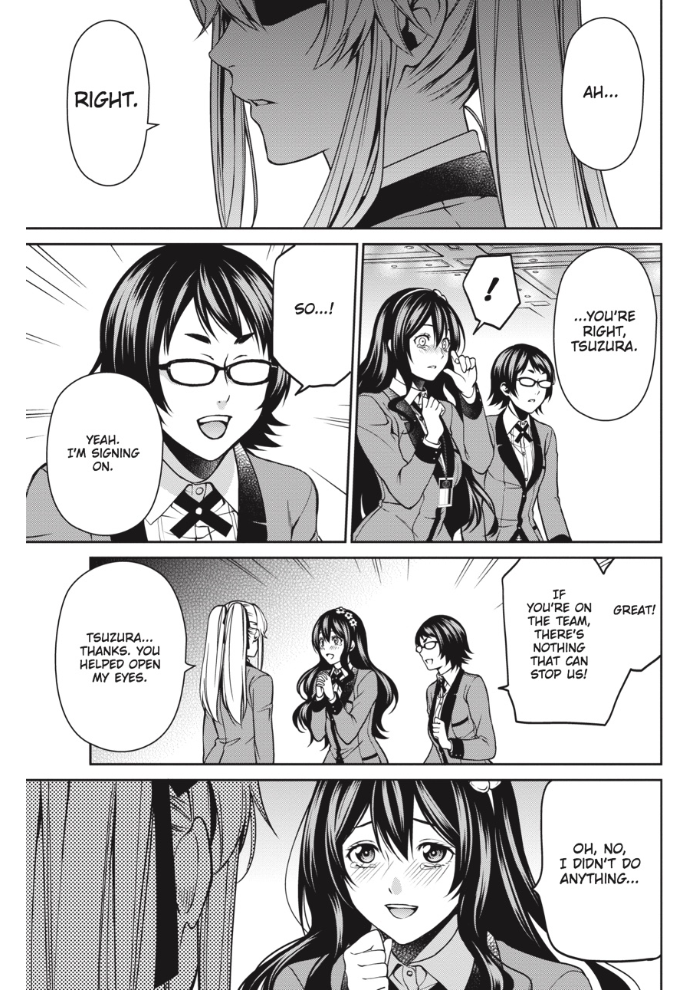 AH...
RIGHT.
...YOU'RE
RIGHT,
TSUZURA.
!
SO...!
YEAH.
I'M SIGNING
ON.
GREAT!
IF
YOU'RE ON
THE TEAM,
THERE'S
NOTHING
THAT CAN
STOP US!
TSUZURA...
THANKS. YOU
HELPED OPEN
MY EYES.
OH, NO,
I DIDN'T DO
ANYTHING...